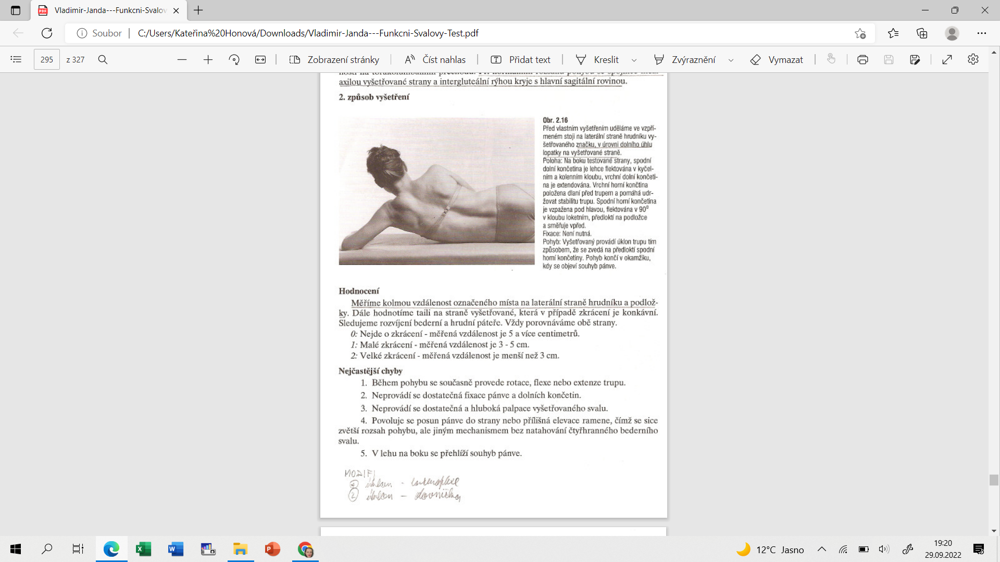 Vladimir-Janda---Funkcni-Svalov
Soubor
C:/Users/Kateřina%20Honová/Downloads/Vladimir-Janda---Funkcni-Svalovy-Test.pdf
295 z 327
Zobrazení stránky
Číst nahlas
Přidat text
Kreslit
Zvýraznění
Vymazat
axilou vyšetřované strany a intergluteální rýhou kryje s hlavní sagitální rovinou.
2. způsob vyšetření
Obr. 2.16
Před vlastním vyšetřením uděláme ve vzpří-
meném stoji na laterální straně hrudníku vy-
šetřovaného značku, v úrovni dolního úhlu
lopatky na vyšetřované straně.
Poloha: Na boku testované strany, spodní
dolní končetina je lehce flektována v kyčel-
ním a kolenním kloubu, vrchní dolní končeti-
na je extendována. Vrchní horní končtina
položena dlaní před trupem a pomáhá udr-
žovat stabilitu trupu. Spodní horní končetina
je vzpažena pod hlavou, flektována v 90⁰
v kloubu loketním, předloktí na podložce
a směřuje vpřed.
Fixace: Není nutná.
Pohyb: Vyšetřovaný provádí úklon trupu tím
způsobem, že se zvedá na předloktí spodní
horní končetiny. Pohyb končí v okamžiku,
kdy se objeví souhyb pánve.
Hodnocení
Měříme kolmou vzdálenost označeného místa na laterální straně hrudníku a podlož-
ky. Dále hodnotíme taili na straně vyšetřované, která v případě zkrácení je konkávní.
Sledujeme rozvíjení bederní a hrudní páteře. Vždy porovnáváme obě strany.
0: Nejde o zkrácení - měřená vzdálenost je 5 a více centimetrů.
1: Malé zkrácení - měřená vzdálenost je 3 - 5 cm.
2: Velké zkrácení - měřená vzdálenost je menší než 3 cm.
Nejčastější chyby
1. Během pohybu se současně provede rotace, flexe nebo extenze trupu.
2. Neprovádí se dostatečná fixace pánve a dolních končetin.
3. Neprovádí se dostatečná a hluboká palpace vyšetřovaného svalu.
4. Povoluje se posun pánve do strany nebo přílišná elevace ramene, čímž se sice
zvětší rozsah pohybu, ale jiným mechanismem bez natahování čtyřhranného bederního
svalu.
5. V lehu na boku se přehlíží souhyb pánve.
MODIFI
1 úklon -
2 úklon -
12°C Jasno
19:20
29.09.2022